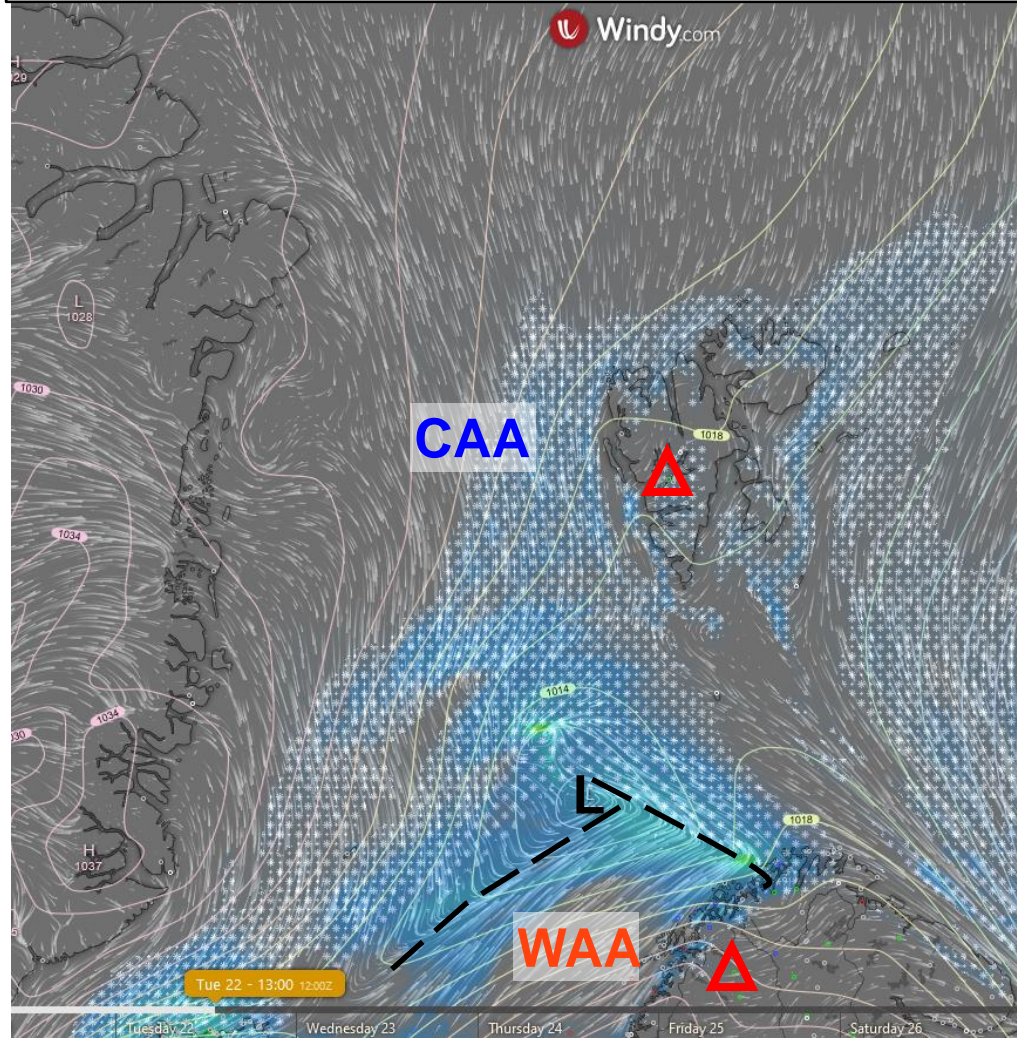 Windy.com
H
29
L
1028
1030
CAA
1018
1034
1014
1034
30
L
1018
H
1037
WAA
Tue 22 - 13:00 12:00Z
Tuesday 22
Wednesday 23
Thursday 24
Friday 25
Saturday 26